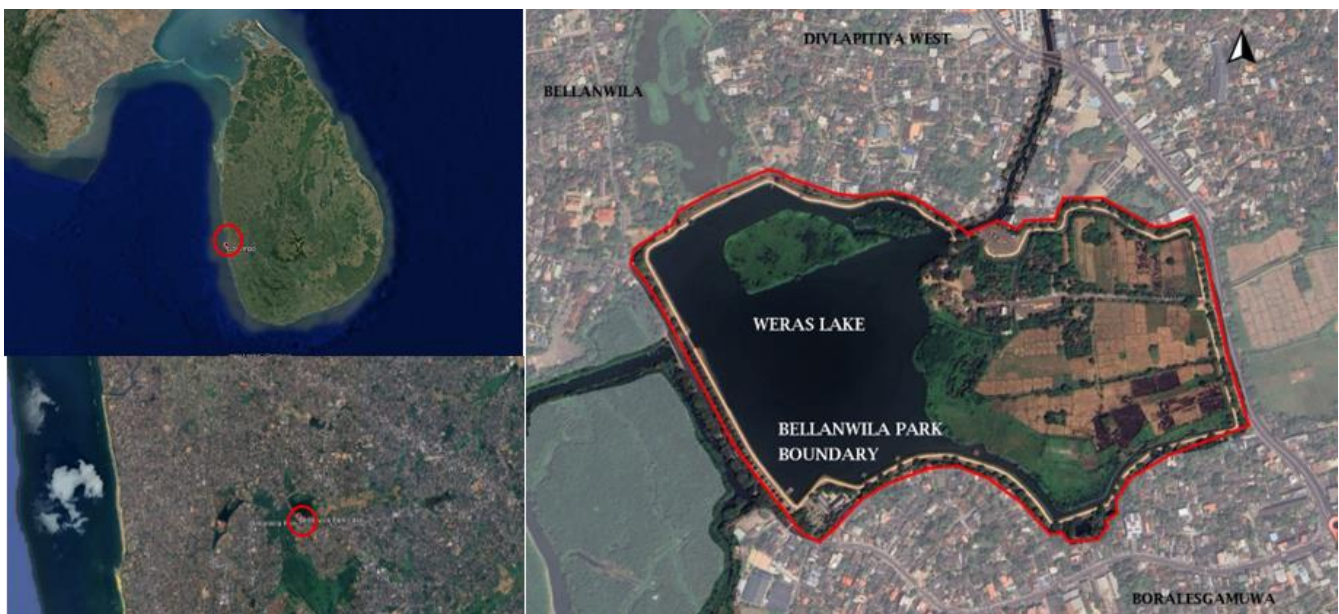 DIVLAPITIYA WEST
BELLANWILA
WERAS LAKE
BELLANWILA PARK
BOUNDARY
BORALESGAMUWA